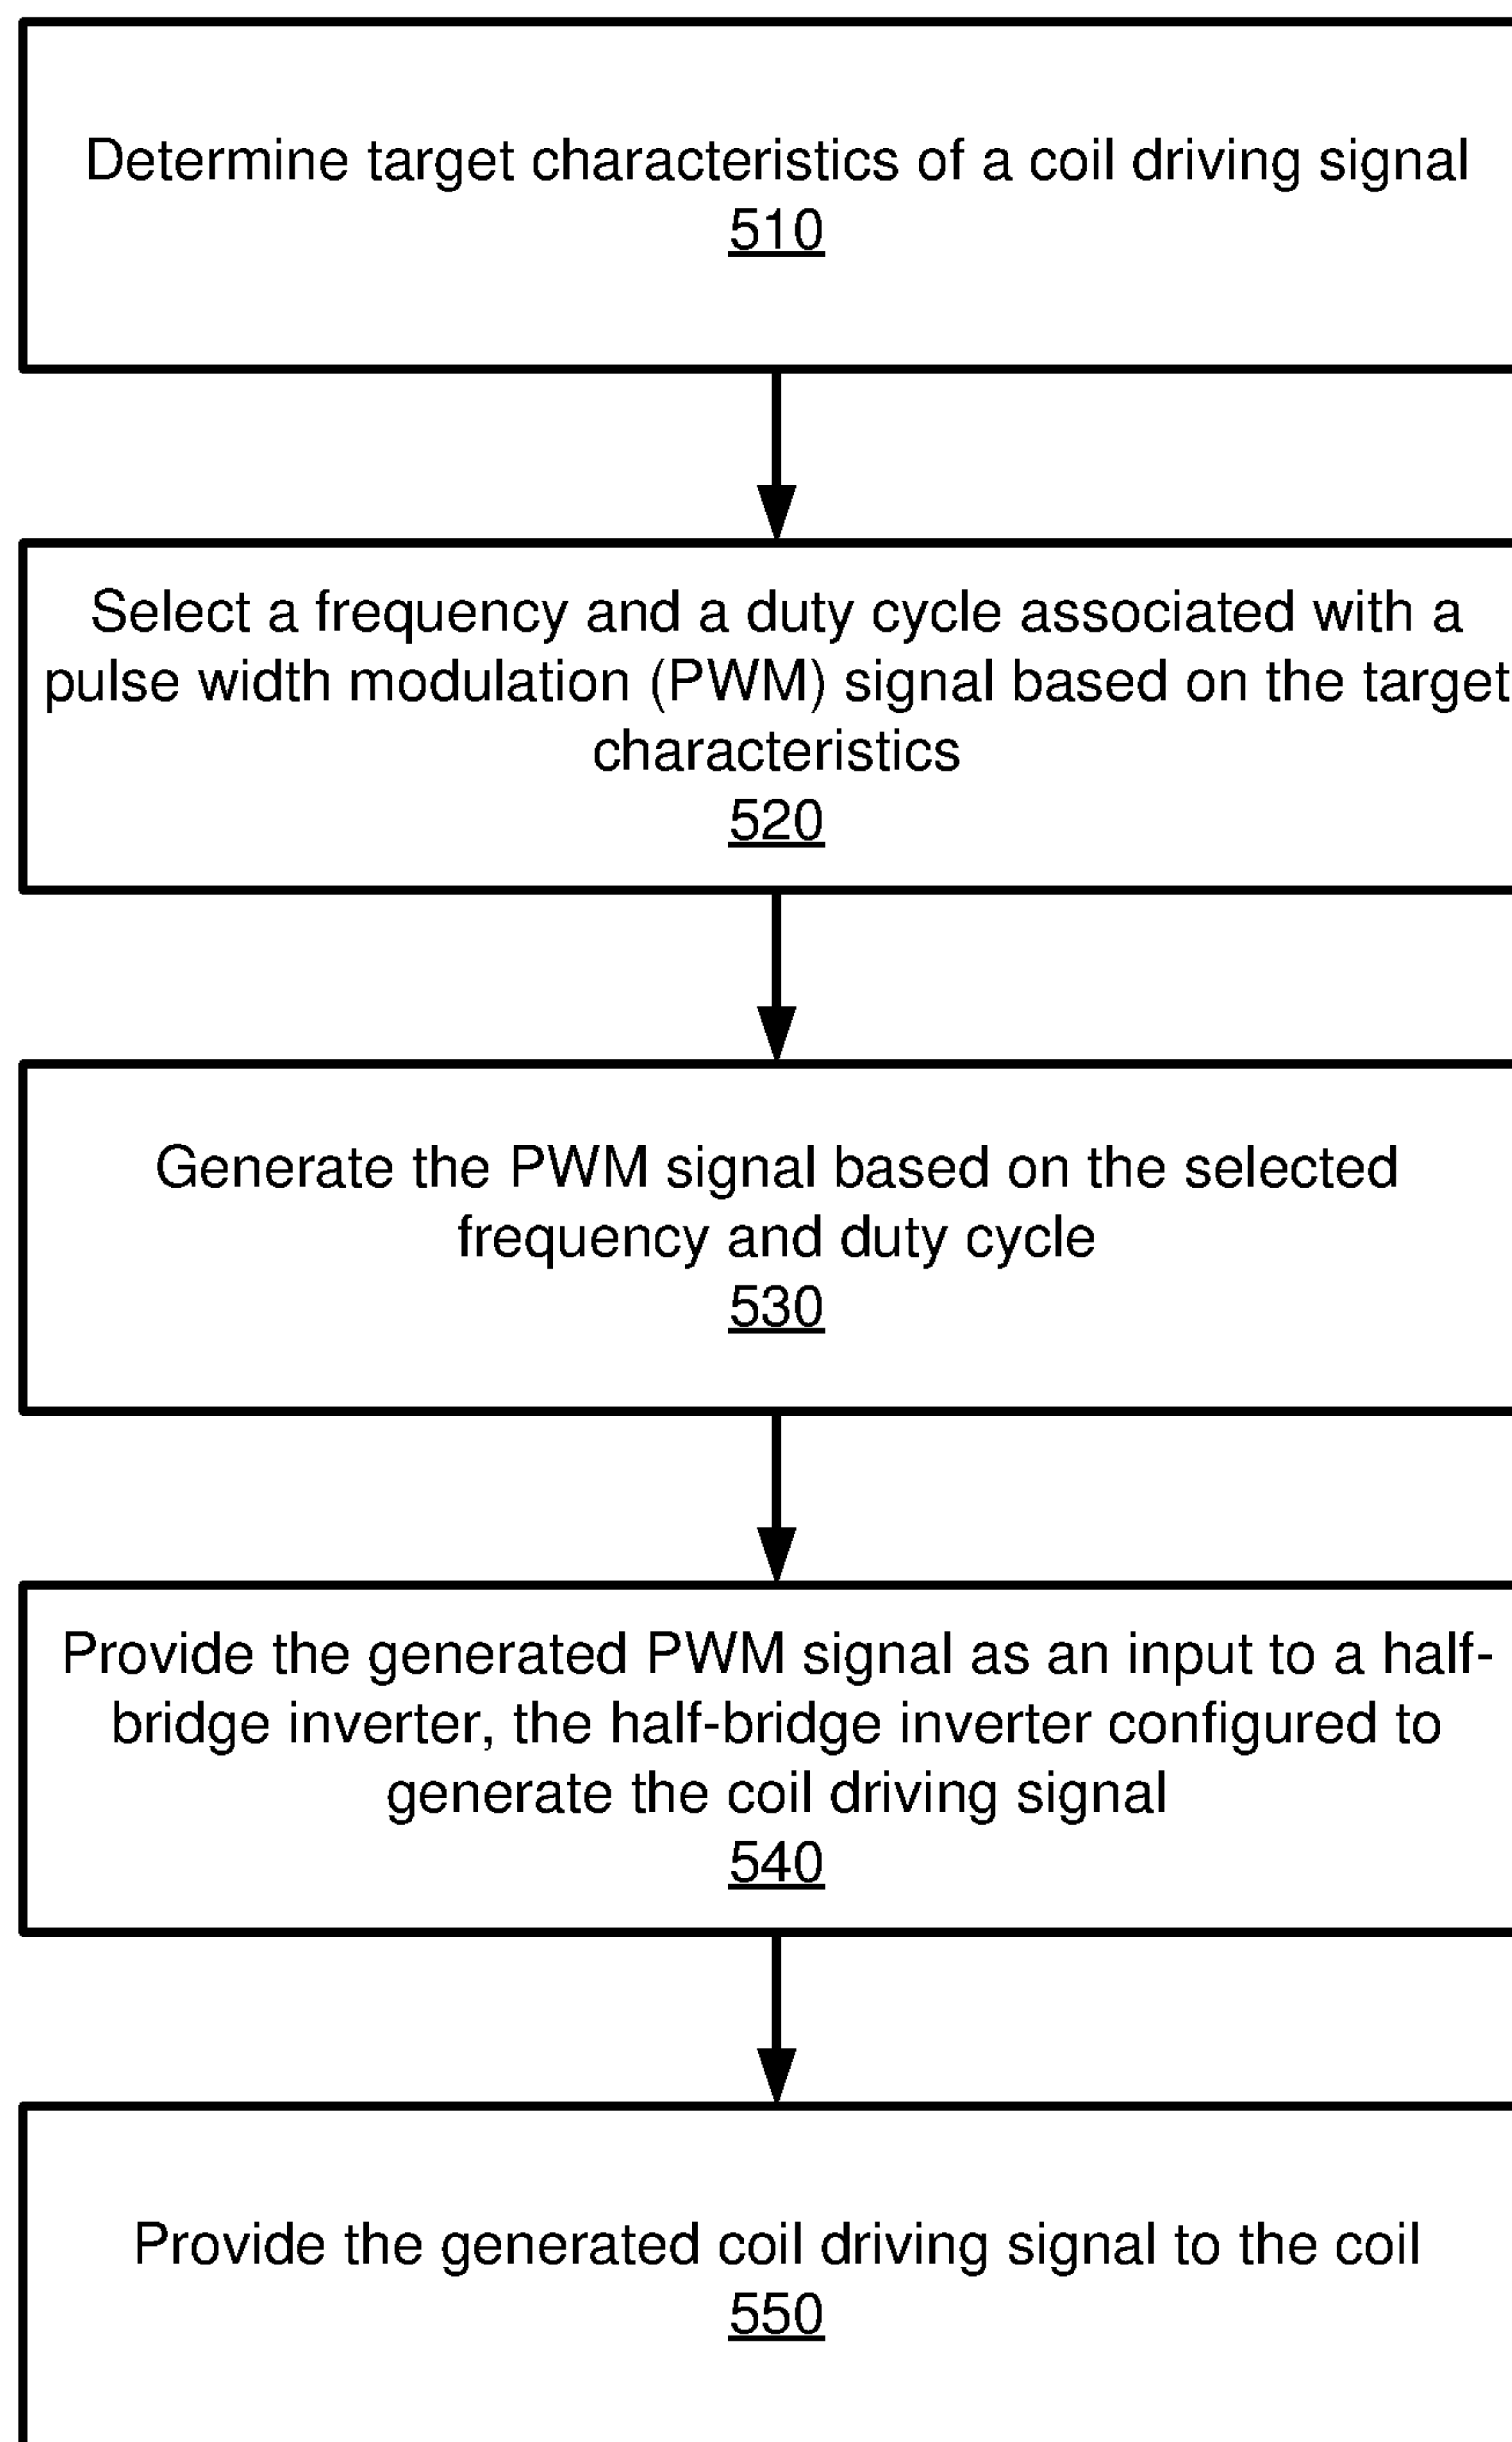 Determine target characteristics of a coil driving signal
510
Select a frequency and a duty cycle associated with a
pulse width modulation (PWM) signal based on the target
characteristics
520
Generate the PWM signal based on the selected
frequency and duty cycle
530
Provide the generated PWM signal as an input to a half-
bridge inverter, the half-bridge inverter configured to
generate the coil driving signal
540
Provide the generated coil driving signal to the coil
550